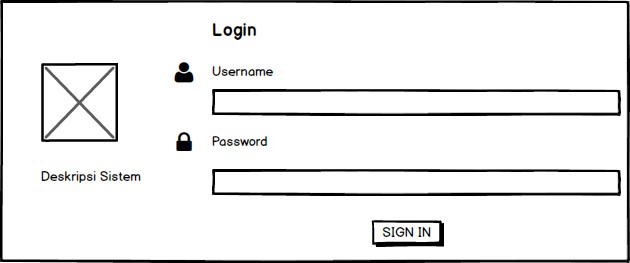 Login
Username
Password
Deskripsi Sistem
SIGN IN